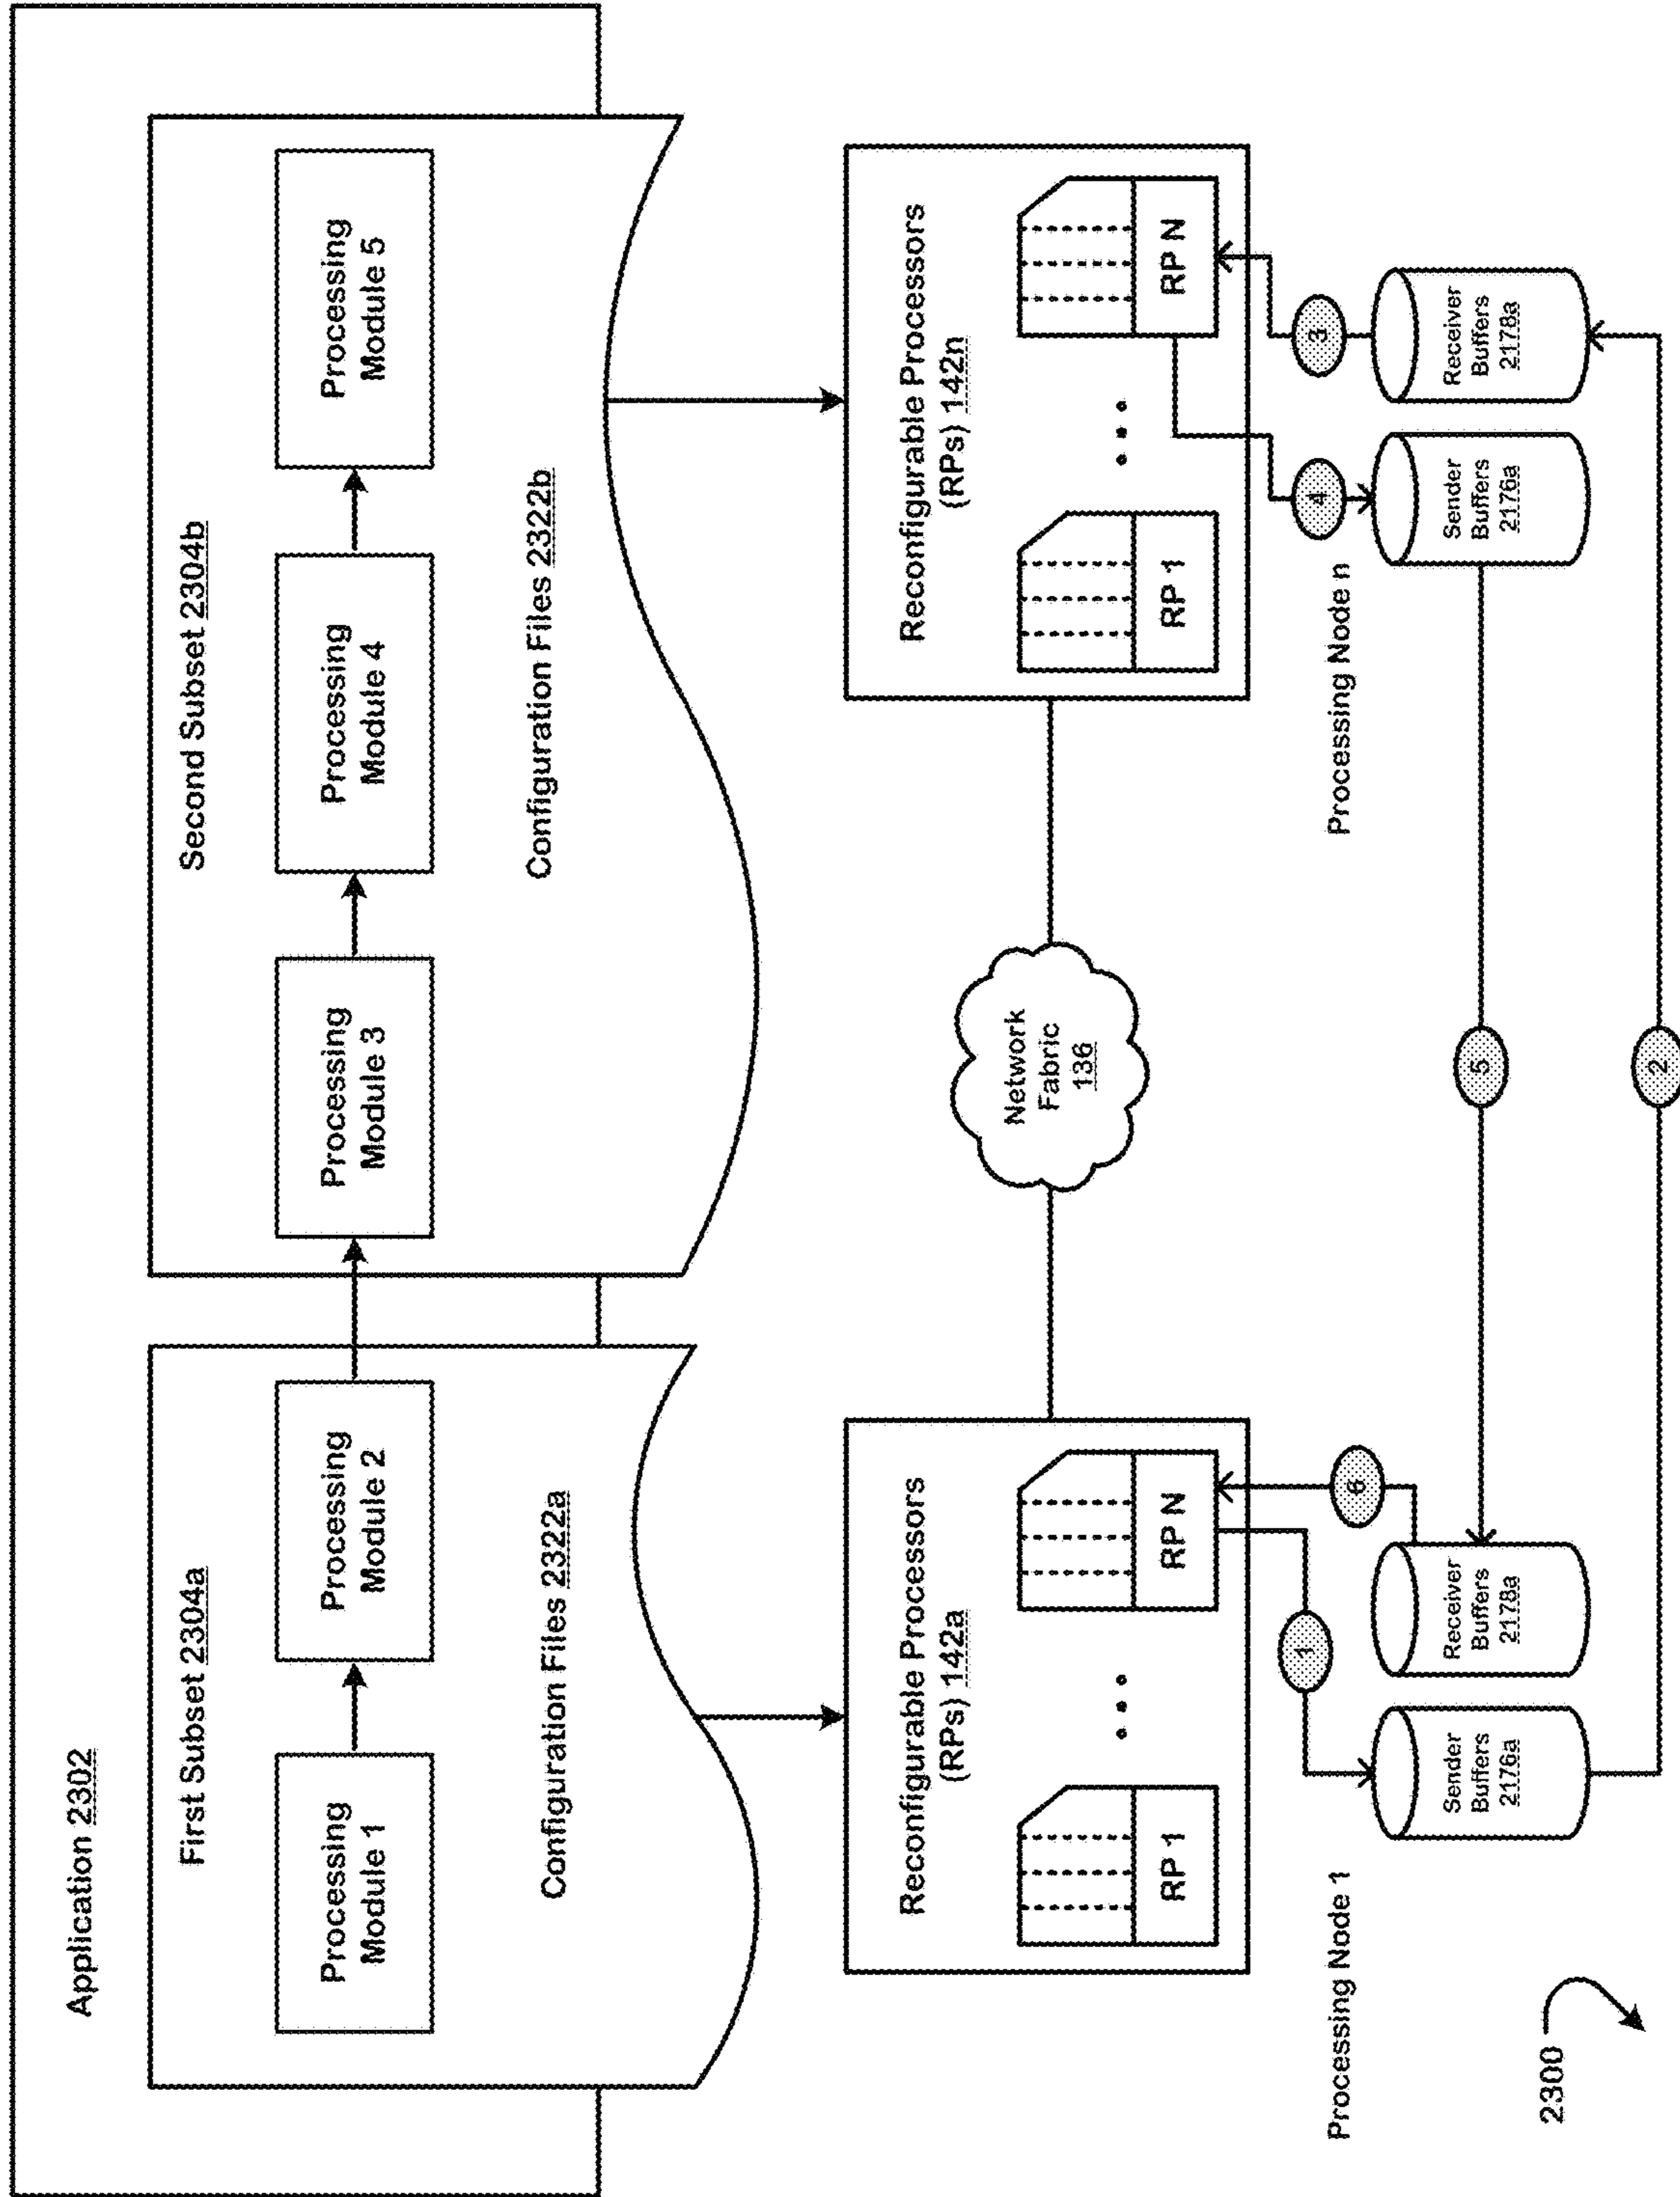 Application 2302
First Subset 2304a
Second Subset 2304b
Processing
Module 1
Processing
Module 2
Processing
Module 3
Processing
Module 4
Processing
Module 5
Configuration Files 2322a
Configuration Files 2322b
Reconfigurable Processors
(RPs) 142a
RP 1
RP N
Network
Fabric
136
Reconfigurable Processors
(RPs) 142n
RP 1
RP N
Processing Node 1
1
6
Sender
Buffers
2176a
Receiver
Buffers
2178a
Processing Node n
4
3
Sender
Buffers
2176a
Receiver
Buffers
2178a
5
2
2300